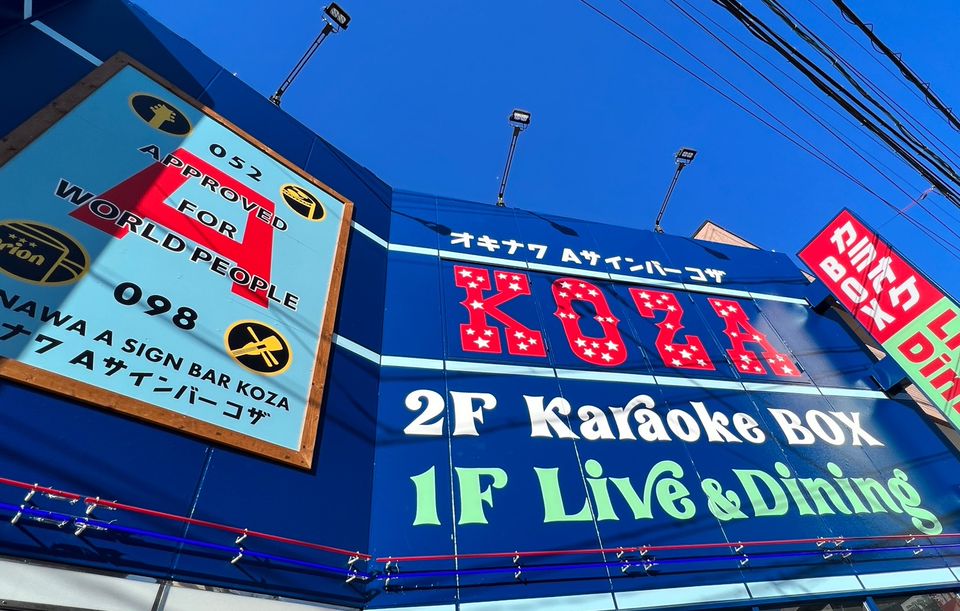 052
APPROVED
FOR
WORLD PEOPLE
A
Orion
098
NAWA A SIGN BAR KOZA
ナワ Aサインバー コザ
オキナワ Aサインバー コザ
KOZA
2F Karaoke BOX
1F Live&Dining
カラオケ
BOX
DiNiN